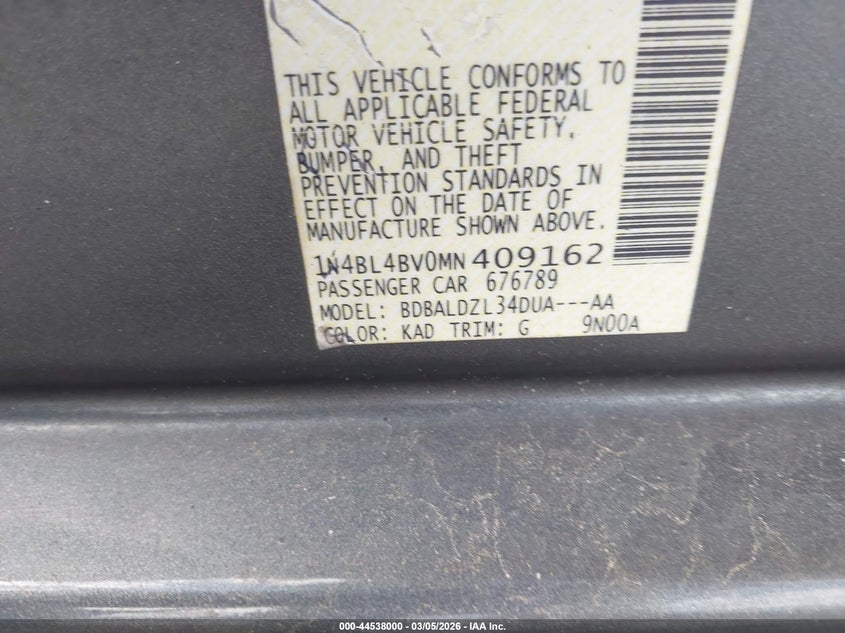 THIS VEHICLE CONFORMS TO
ALL APPLICABLE FEDERAL
MOTOR VEHICLE SAFETY,
BUMPER, AND THEFT
PREVENTION STANDARDS IN
EFFECT ON THE DATE OF
MANUFACTURE SHOWN ABOVE.
1N4BL4BV0MN 409162
PASSENGER CAR 676789
MODEL: BDBALDZL34DUA---AA
COLOR: KAD TRIM: G 9N00A
000-44538000 — 03/05/2026 — IAA Inc.